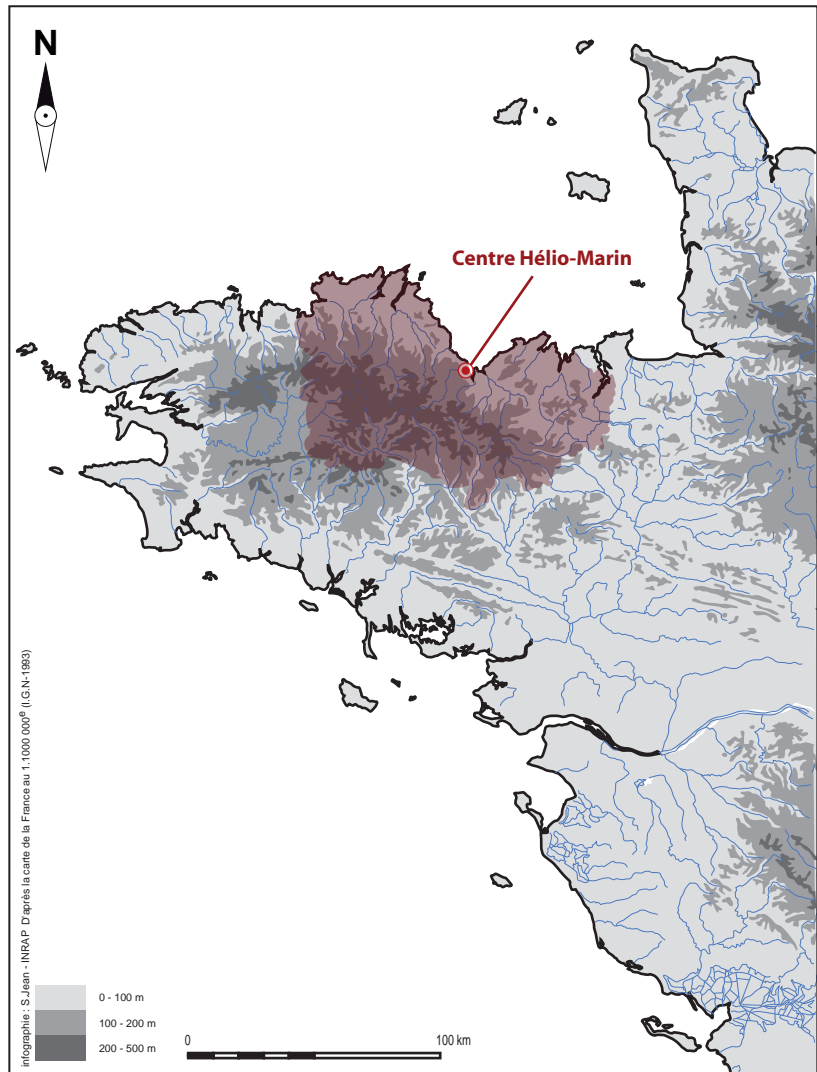 N
Centre Hélio-Marin
infographie : S.Jean - INRAP D'après la carte de la France au 1.1000 000e (I.G.N-1993)
0 - 100 m
100 - 200 m
200 - 500 m
0 100 km